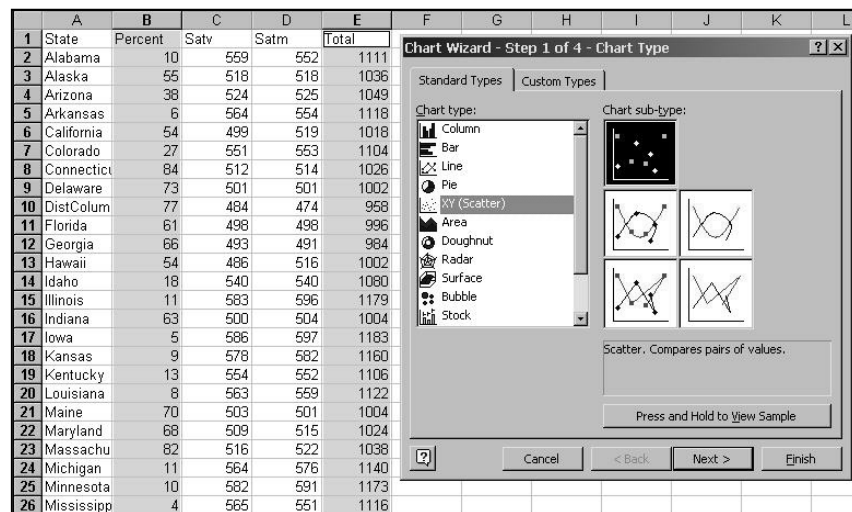 A B C D E F G H I J K L
1 State Percent Satv Satm Total
2 Alabama 10 559 552 1111
3 Alaska 55 518 518 1036
4 Arizona 38 524 525 1049
5 Arkansas 6 564 554 1118
6 California 54 499 519 1018
7 Colorado 27 551 553 1104
8 Connecticu 84 512 514 1026
9 Delaware 73 501 501 1002
10 DistColum 77 484 474 958
11 Florida 61 498 498 996
12 Georgia 66 493 491 984
13 Hawaii 54 486 516 1002
14 Idaho 18 540 540 1080
15 Illinois 11 583 596 1179
16 Indiana 63 500 504 1004
17 Iowa 5 586 597 1183
18 Kansas 9 578 582 1160
19 Kentucky 13 554 552 1106
20 Louisiana 8 563 559 1122
21 Maine 70 503 501 1004
22 Maryland 68 509 515 1024
23 Massachu 82 516 522 1038
24 Michigan 11 564 576 1140
25 Minnesota 10 582 591 1173
26 Mississipp 4 565 551 1116
Chart Wizard - Step 1 of 4 - Chart Type
Standard Types Custom Types
Chart type:
Column
Bar
Line
Pie
XY (Scatter)
Area
Doughnut
Radar
Surface
Bubble
Stock
Chart sub-type:
Scatter. Compares pairs of values.
Press and Hold to View Sample
Cancel < Back Next > Finish